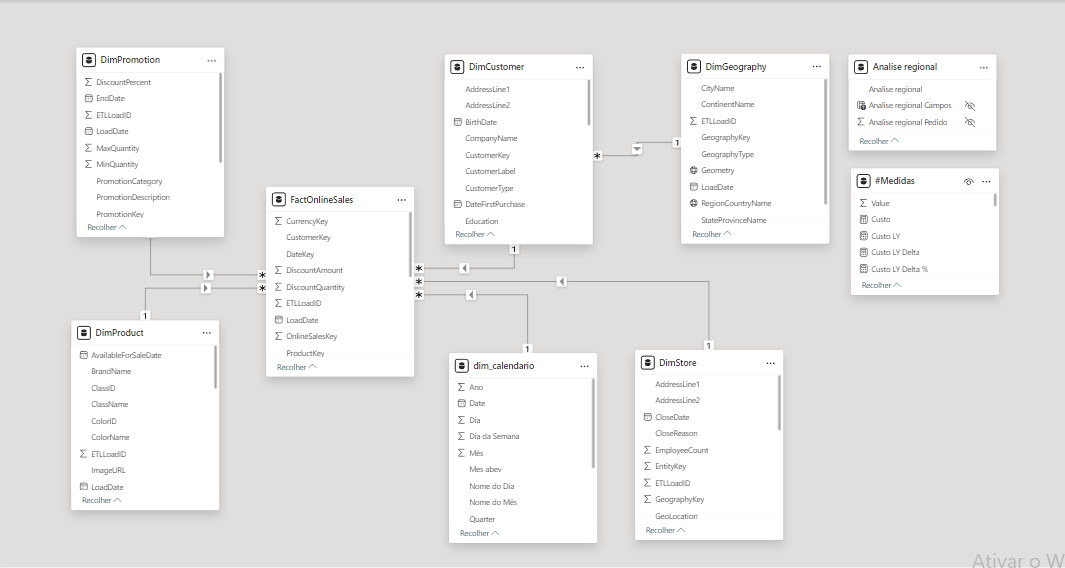 DimPromotion
DiscountPercent
EndDate
ETLLoadID
LoadDate
MaxQuantity
MinQuantity
PromotionCategory
PromotionDescription
PromotionKey
Recolher
DimCustomer
AddressLine1
AddressLine2
BirthDate
CompanyName
CustomerKey
CustomerLabel
CustomerType
DateFirstPurchase
Education
Recolher
DimGeography
CityName
ContinentName
ETLLoadID
GeographyKey
GeographyType
Geometry
LoadDate
RegionCountryName
StateProvinceName
Recolher
Analise regional
Analise regional
Analise regional Campos
Analise regional Pedido
Recolher
#Medidas
Value
Custo
Custo LY
Custo LY Delta
Custo LY Delta %
Recolher
FactOnlineSales
CurrencyKey
CustomerKey
DateKey
DiscountAmount
DiscountQuantity
ETLLoadID
LoadDate
OnlineSalesKey
ProductKey
Recolher
1
*
1
*
*
*
*
*
1
1
1
DimProduct
AvailableForSaleDate
BrandName
ClassID
ClassName
ColorID
ColorName
ETLLoadID
ImageURL
LoadDate
Recolher
dim_calendario
Ano
Date
Dia
Dia da Semana
Mês
Mes abev
Nome do Dia
Nome do Mês
Quarter
Recolher
DimStore
AddressLine1
AddressLine2
CloseDate
CloseReason
EmployeeCount
EntityKey
ETLLoadID
GeographyKey
GeoLocation
Recolher
Ativar o W